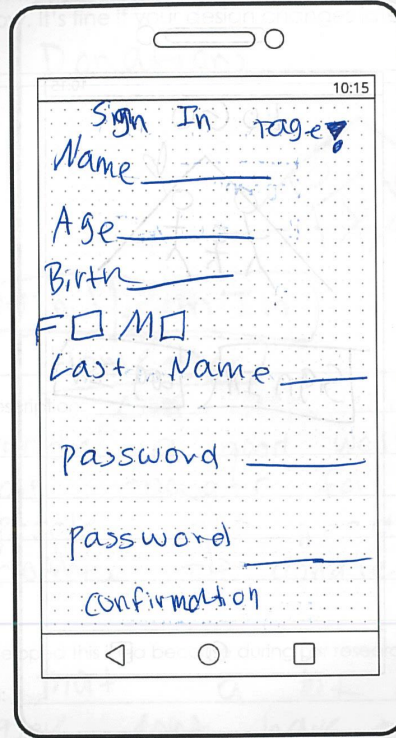 10:15
Sign In Page!
Name
Age
Birth
F M
Last Name
Password
Password
confirmation